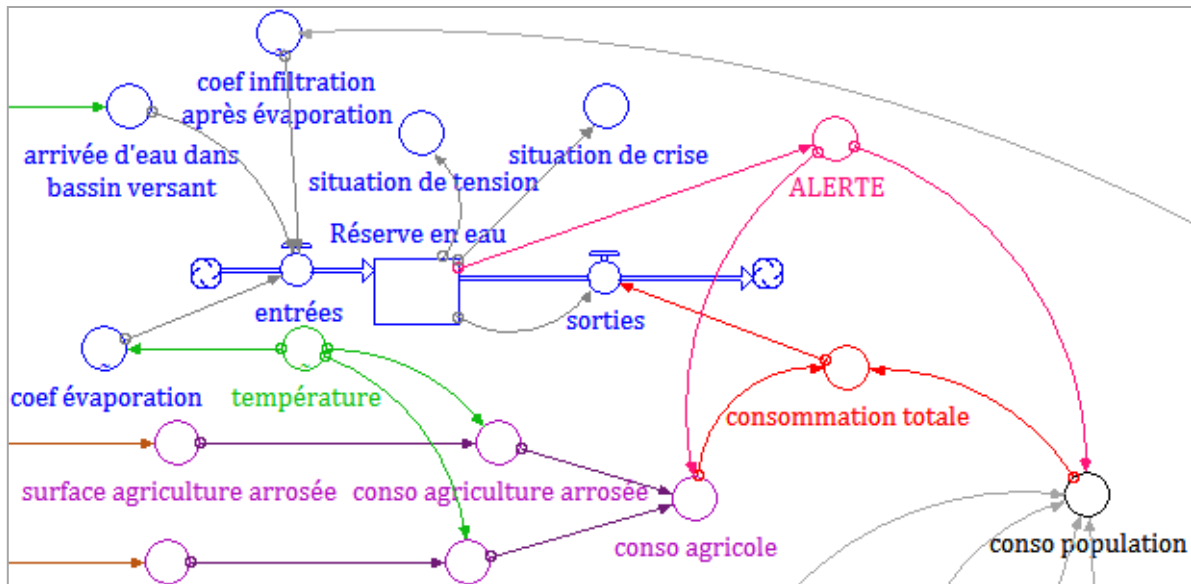 coef infiltration
après évaporation
arrivée d'eau dans
bassin versant
situation de tension
situation de crise
ALERTE
Réserve en eau
entrées
sorties
coef évaporation
température
consommation totale
surface agriculture arrosée
conso agriculture arrosée
conso agricole
conso population